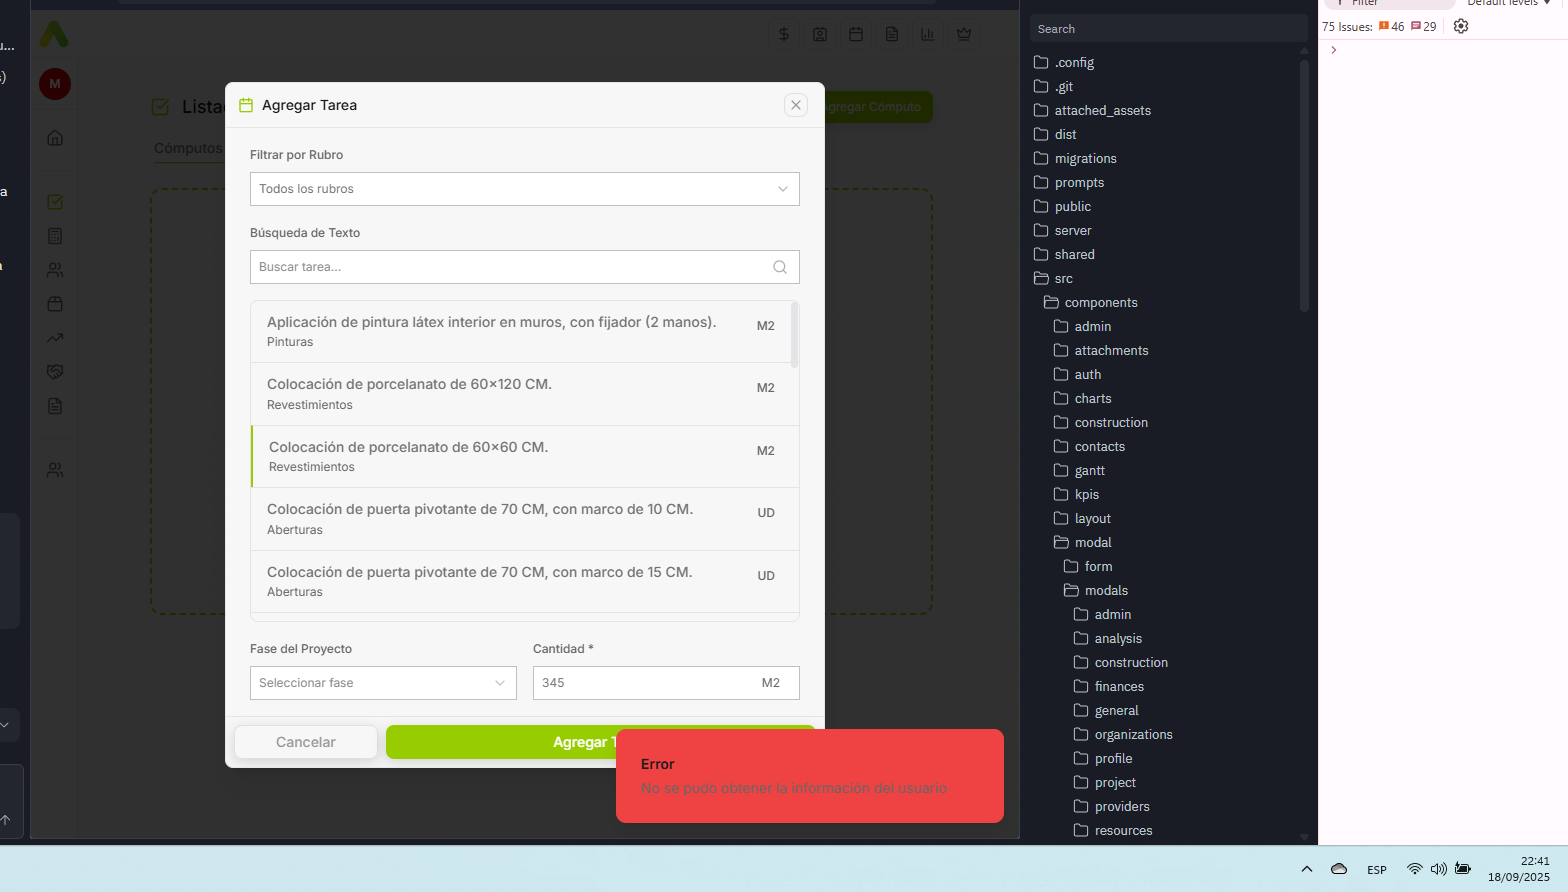 u...
)
a
a
M
Lista
Cómputos
Agregar Cómputo
Agregar Tarea
Filtrar por Rubro
Todos los rubros
Búsqueda de Texto
Buscar tarea...
Aplicación de pintura látex interior en muros, con fijador (2 manos). M2
Pinturas
Colocación de porcelanato de 60x120 CM. M2
Revestimientos
Colocación de porcelanato de 60x60 CM. M2
Revestimientos
Colocación de puerta pivotante de 70 CM, con marco de 10 CM. UD
Aberturas
Colocación de puerta pivotante de 70 CM, con marco de 15 CM. UD
Aberturas
Fase del Proyecto Cantidad *
Seleccionar fase 345 M2
Cancelar Agregar T
Error
No se pudo obtener la información del usuario
Search
.config
.git
attached_assets
dist
migrations
prompts
public
server
shared
src
components
admin
attachments
auth
charts
construction
contacts
gantt
kpis
layout
modal
form
modals
admin
analysis
construction
finances
general
organizations
profile
project
providers
resources
Filter Default levels
75 Issues: 46 29
ESP
22:41
18/09/2025